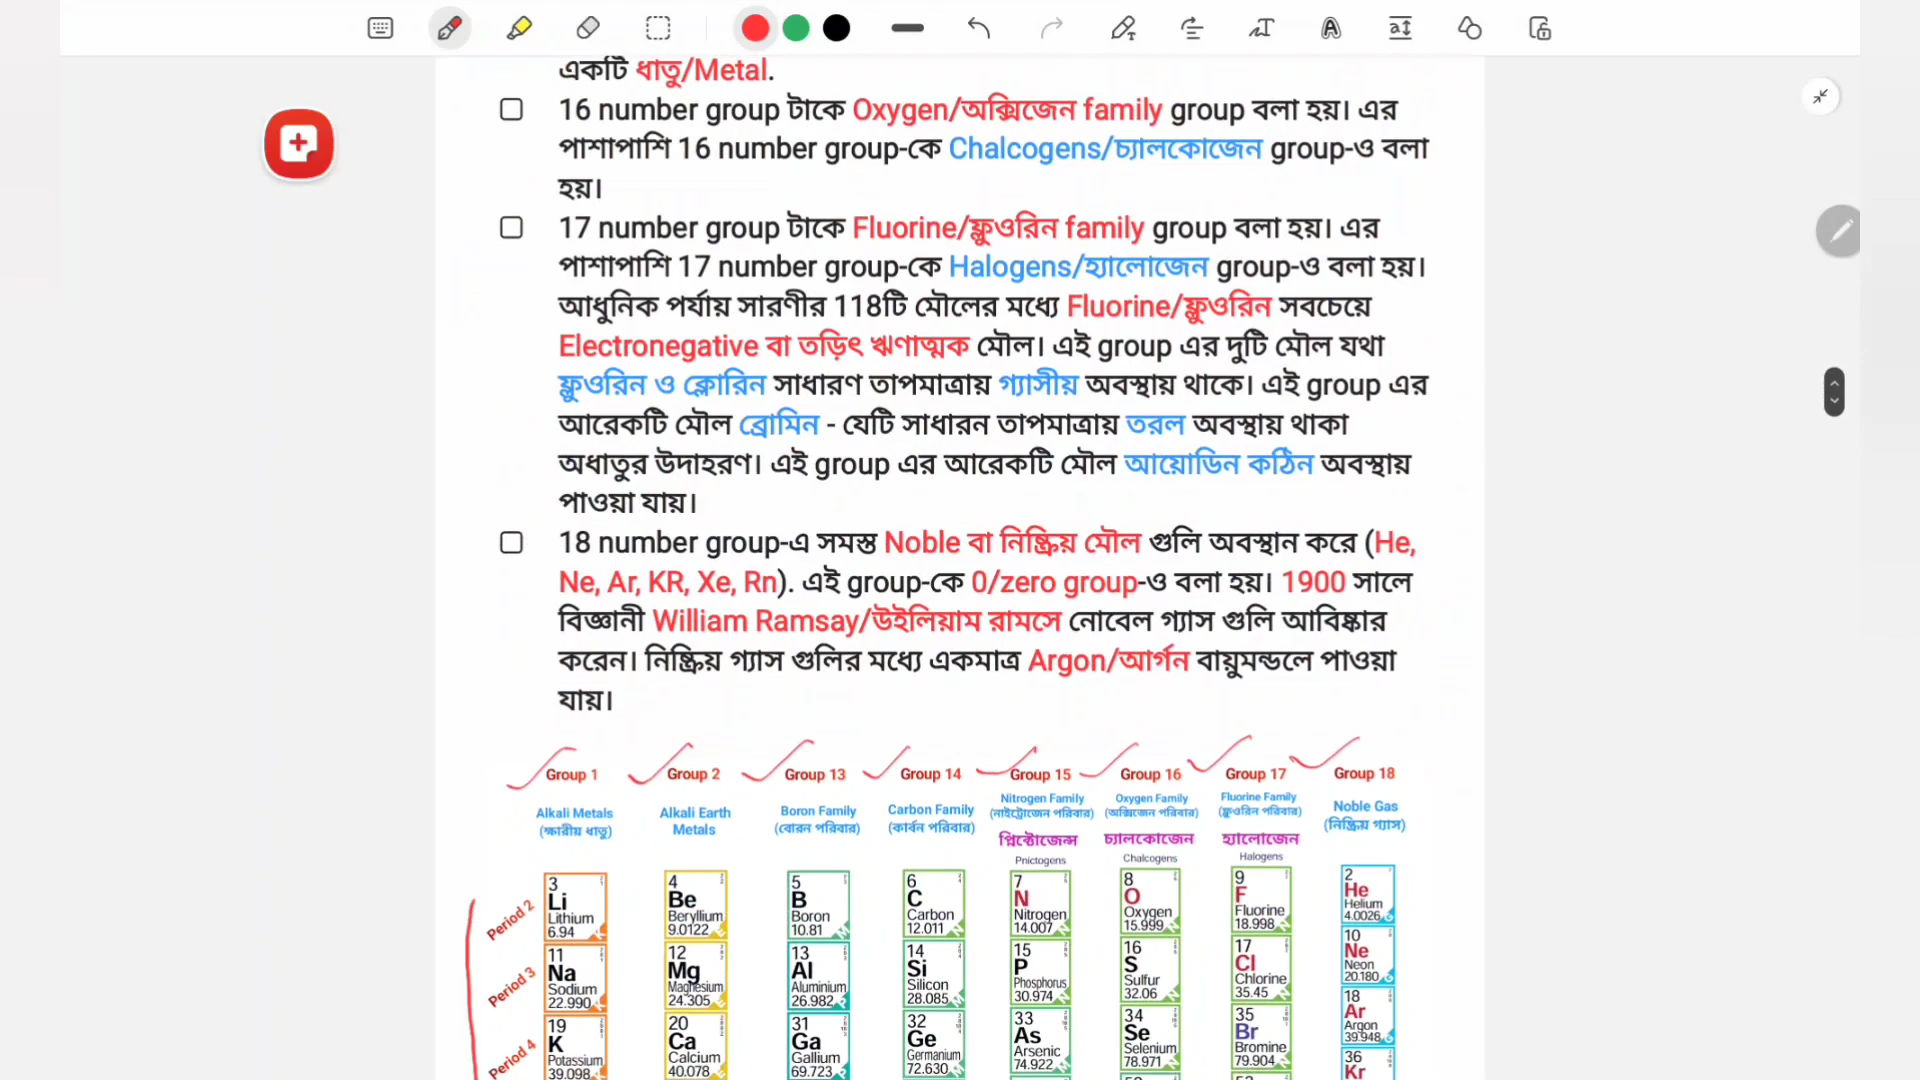 একটি ধাতু/Metal.
16 number group টাকে Oxygen/অক্সিজেন family group বলা হয়। এর
পাশাপাশি 16 number group-কে Chalcogens/চ্যালকোজেন group-ও বলা
হয়।
17 number group টাকে Fluorine/ফ্লুওরিন family group বলা হয়। এর
পাশাপাশি 17 number group-কে Halogens/হ্যালোজেন group-ও বলা হয়।
আধুনিক পর্যায় সারণীর 118টি মৌলের মধ্যে Fluorine/ফ্লুওরিন সবচেয়ে
Electronegative বা তড়িৎ ঋণাত্মক মৌল। এই group এর দুটি মৌল যথা
ফ্লুওরিন ও ক্লোরিন সাধারণ তাপমাত্রায় গ্যাসীয় অবস্থায় থাকে। এই group এর
আরেকটি মৌল ব্রোমিন - যেটি সাধারন তাপমাত্রায় তরল অবস্থায় থাকা
অধাতুর উদাহরণ। এই group এর আরেকটি মৌল আয়োডিন কঠিন অবস্থায়
পাওয়া যায়।
18 number group-এ সমস্ত Noble বা নিষ্ক্রিয় মৌল গুলি অবস্থান করে (He,
Ne, Ar, KR, Xe, Rn). এই group-কে 0/zero group-ও বলা হয়। 1900 সালে
বিজ্ঞানী William Ramsay/উইলিয়াম রামসে নোবেল গ্যাস গুলি আবিষ্কার
করেন। নিষ্ক্রিয় গ্যাস গুলির মধ্যে একমাত্র Argon/আর্গন বায়ুমন্ডলে পাওয়া
যায়।
Group 1 Group 2 Group 13 Group 14 Group 15 Group 16 Group 17 Group 18
Alkali Metals Alkali Earth Boron Family Carbon Family Nitrogen Family Oxygen Family Fluorine Family Noble Gas
(ক্ষারীয় ধাতু) Metals (বোরন পরিবার) (কার্বন পরিবার) (নাইট্রোজেন পরিবার) (অক্সিজেন পরিবার) (ফ্লুওরিন পরিবার) (নিষ্ক্রিয় গ্যাস)
প্নিক্টোজেন্স চ্যালকোজেন হ্যালোজেন
Pnictogens Chalcogens Halogens
Period 2
3 4 5 6 7 8 9 2
Li Be B C N O F He
Lithium Beryllium Boron Carbon Nitrogen Oxygen Fluorine Helium
6.94 9.0122 10.81 12.011 14.007 15.999 18.998 4.0026
Period 3
11 12 13 14 15 16 17 10
Na Mg Al Si P S Cl Ne
Sodium Magnesium Aluminium Silicon Phosphorus Sulfur Chlorine Neon
22.990 24.305 26.982 28.085 30.974 32.06 35.45 20.180
Period 4
19 20 31 32 33 34 35 18
K Ca Ga Ge As Se Br Ar
Potassium Calcium Gallium Germanium Arsenic Selenium Bromine Argon
39.098 40.078 69.723 72.630 74.922 78.971 79.904 39.948
36
Kr